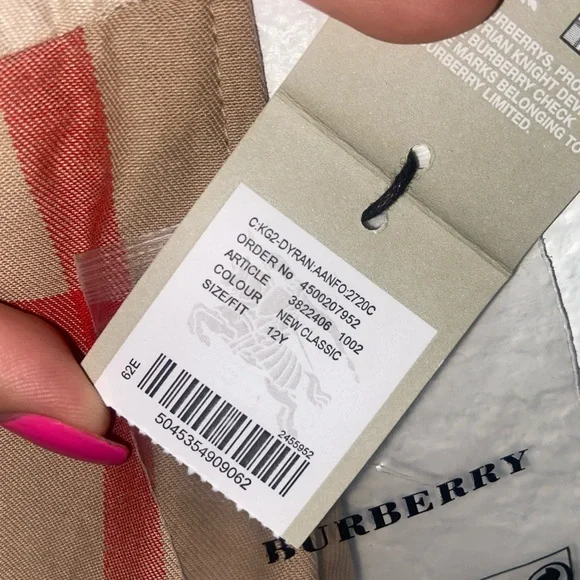 BURBERRYS, PRO
RIAN KNIGHT DEV
E BURBERRY CHECK
E MARKS BELONGING TO
BURBERRY LIMITED.
C:KG2-DYRAN:AANFO:2720C
ORDER No 4500207952
ARTICLE 3822406 1002
COLOUR NEW CLASSIC
SIZE/FIT 12Y
62E
2455952
5045354909062
BURBERRY